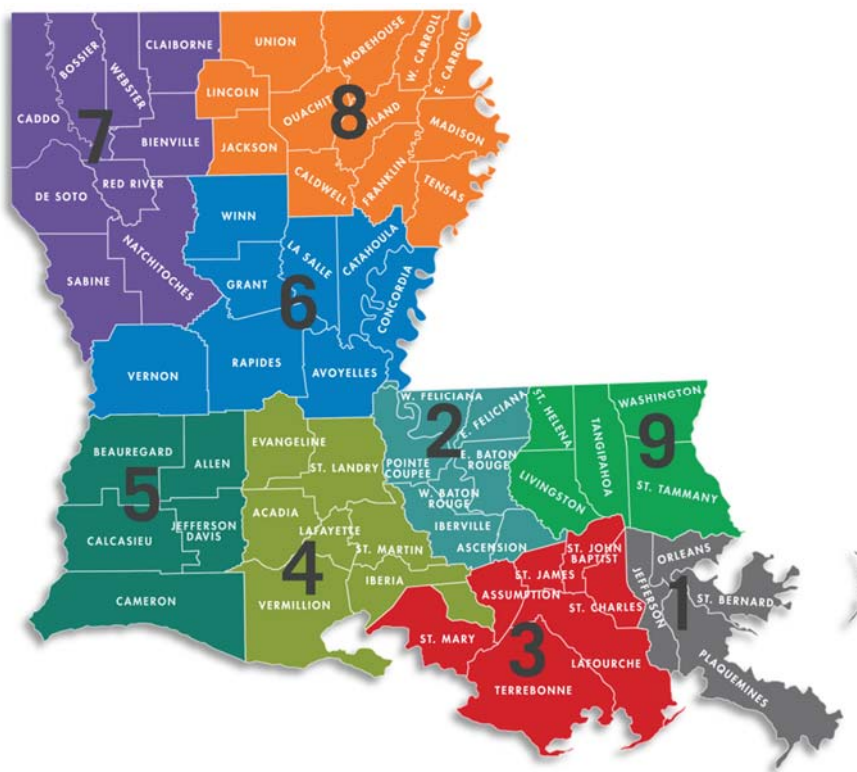 CLAIBORNE
UNION
MOREHOUSE
W. CARROLL
E. CARROLL
BOSSIER
WEBSTER
LINCOLN
OUACHIT
HLAND
CADDO
7
8
MADISON
BIENVILLE
JACKSON
CALDWELL
FRANKLIN
TENSAS
DE SOTO
RED RIVER
WINN
LA SALLE
CATAHOULA
NATCHITOCHES
SABINE
GRANT
6
CONCORDIA
VERNON
RAPIDES
AVOYELLES
W. FELICIANA
E. FELICIANA
2
ST. HELENA
TANGIPAHOA
WASHINGTON
9
EVANGELINE
BEAUREGARD
ALLEN
ST. LANDRY
POINTE
COUPEE
E. BATON
ROUGE
5
LIVINGSTON
ST. TAMMANY
W. BATON
ROUGE
ACADIA
LAFAYETTE
JEFFERSON
DAVIS
CALCASIEU
IBERVILLE
ST. MARTIN
ASCENSION
ST. JOHN
BAPTIST
ORLEANS
4
IBERIA
ST. JAMES
JEFFERSON
ASSUMPTION
CAMERON
VERMILLION
ST. CHARLES
1
ST. BERNARD
ST. MARY
3
LAFOURCHE
TERREBONNE
PLAQUEMINES